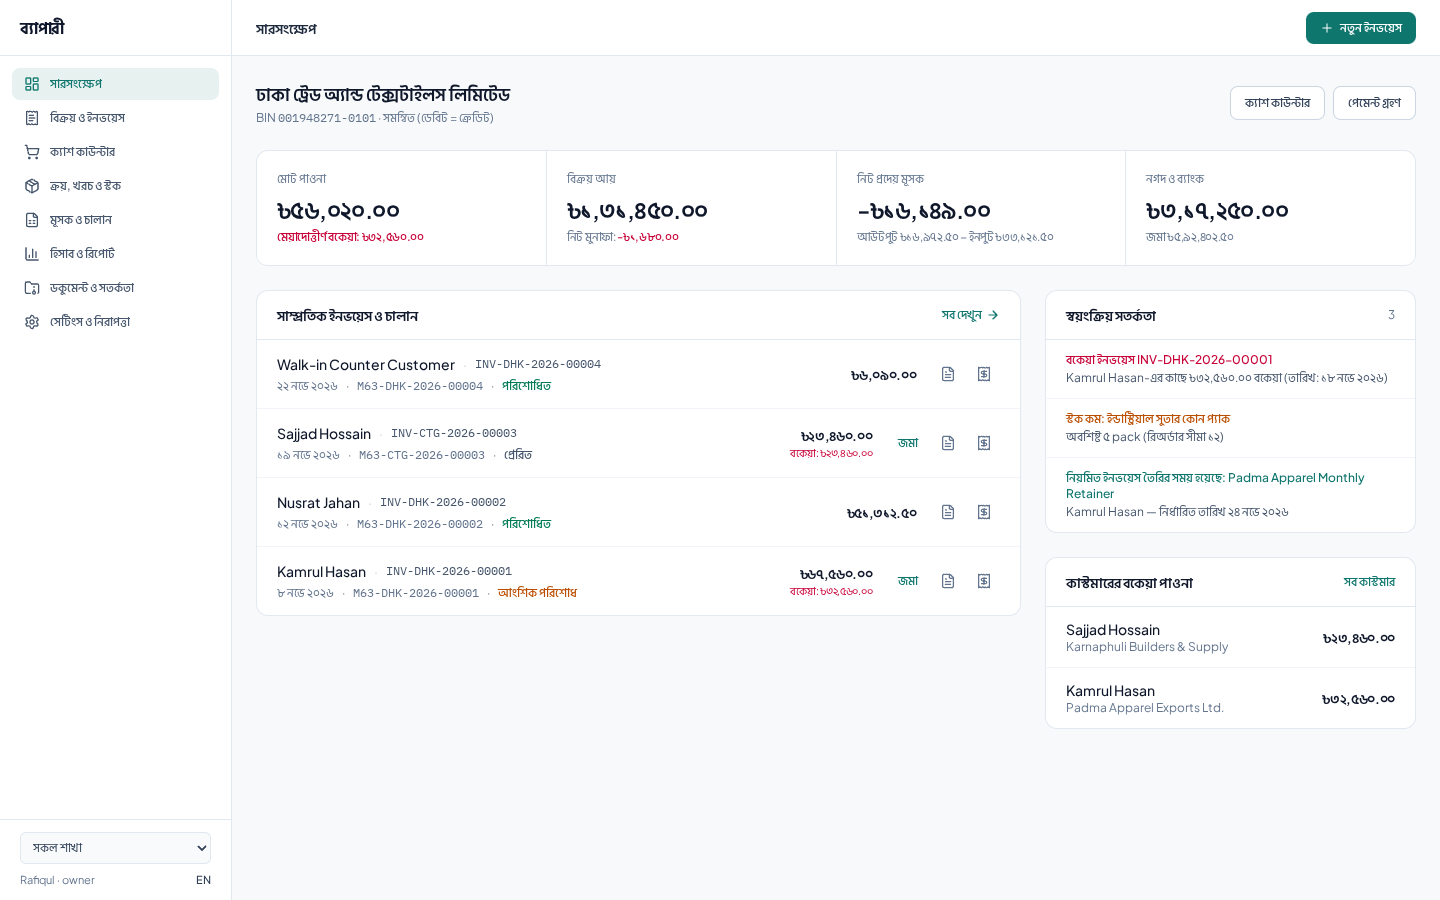 ব্যাপারী
সারসংক্ষেপ
নতুন ইনভয়েস
সারসংক্ষেপ
বিক্রয় ও ইনভয়েস
ক্যাশ কাউন্টার
ক্রয়, খরচ ও স্টক
মূসক ও চালান
হিসাব ও রিপোর্ট
ডকুমেন্ট ও সতর্কতা
সেটিংস ও নিরাপত্তা
সকল শাখা
Rafiqul · owner
EN
ঢাকা ট্রেড অ্যান্ড টেক্সটাইলস লিমিটেড
BIN 001948271-0101 · সমন্বিত (ডেবিট = ক্রেডিট)
ক্যাশ কাউন্টার
পেমেন্ট গ্রহণ
মোট পাওনা
৳৫৬,০২০.০০
মেয়াদোত্তীর্ণ বকেয়া: ৳৩২,৫৬০.০০
বিক্রয় আয়
৳১,৩১,৪৫০.০০
নিট মুনাফা: -৳১,৬৮০.০০
নিট প্রদেয় মূসক
-৳১৬,১৪৯.০০
আউটপুট ৳১৬,৯৭২.৫০ − ইনপুট ৳৩৩,১২১.৫০
নগদ ও ব্যাংক
৳৩,১৭,২৫০.০০
জমা ৳৫,৯২,৪০২.৫০
সাম্প্রতিক ইনভয়েস ও চালান
সব দেখুন
Walk-in Counter Customer · INV-DHK-2026-00004
২২ নভে ২০২৬ · M63-DHK-2026-00004 · পরিশোধিত
৳৬,০৯০.০০
Sajjad Hossain · INV-CTG-2026-00003
১৯ নভে ২০২৬ · M63-CTG-2026-00003 · প্রেরিত
৳২৩,৪৬০.০০
বকেয়া: ৳২৩,৪৬০.০০
জমা
Nusrat Jahan · INV-DHK-2026-00002
১২ নভে ২০২৬ · M63-DHK-2026-00002 · পরিশোধিত
৳৫১,৩১২.৫০
Kamrul Hasan · INV-DHK-2026-00001
৮ নভে ২০২৬ · M63-DHK-2026-00001 · আংশিক পরিশোধ
৳৬৭,৫৬০.০০
বকেয়া: ৳৩২,৫৬০.০০
জমা
স্বয়ংক্রিয় সতর্কতা
3
বকেয়া ইনভয়েস INV-DHK-2026-00001
Kamrul Hasan-এর কাছে ৳৩২,৫৬০.০০ বকেয়া (তারিখ: ১৮ নভে ২০২৬)
স্টক কম: ইন্ডাস্ট্রিয়াল সুতার কোন প্যাক
অবশিষ্ট ৫ pack (রিঅর্ডার সীমা ১২)
নিয়মিত ইনভয়েস তৈরির সময় হয়েছে: Padma Apparel Monthly
Retainer
Kamrul Hasan — নির্ধারিত তারিখ ২৪ নভে ২০২৬
কাস্টমারের বকেয়া পাওনা
সব কাস্টমার
Sajjad Hossain
Karnaphuli Builders & Supply
৳২৩,৪৬০.০০
Kamrul Hasan
Padma Apparel Exports Ltd.
৳৩২,৫৬০.০০